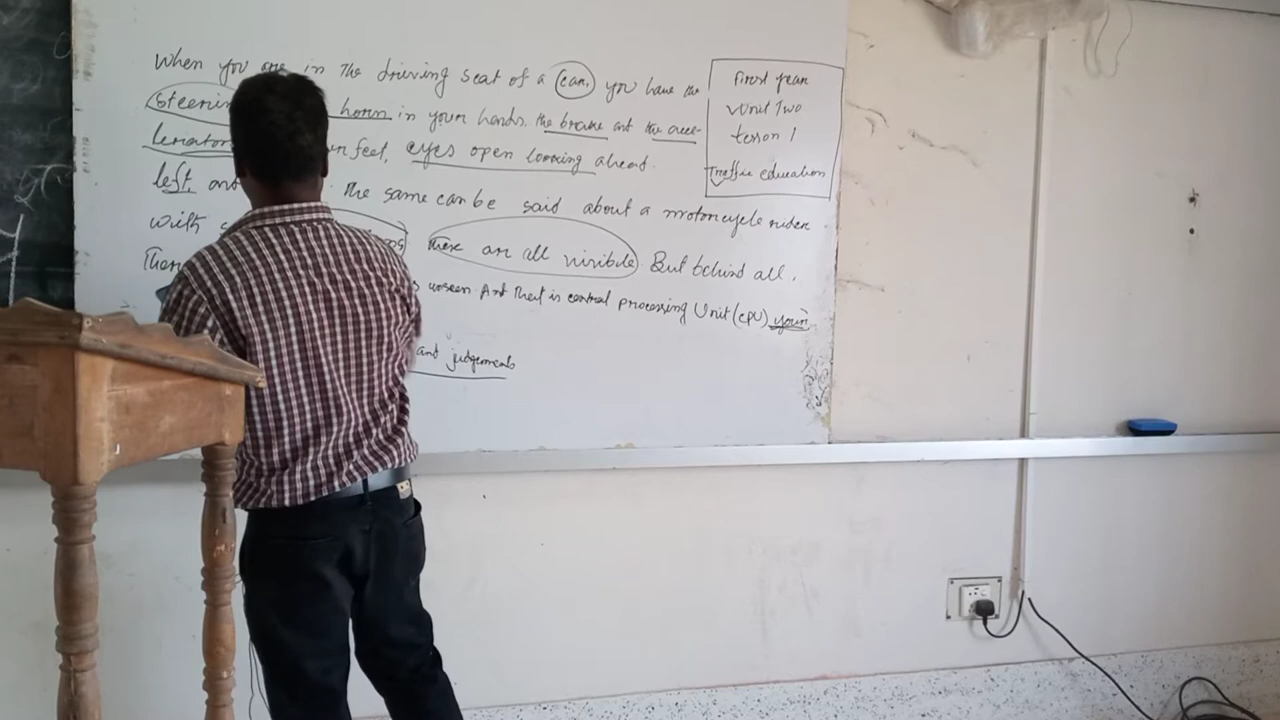 When you are in the driving seat of a car, you have the
steerin horn in your hands. the brake and the acce-
lerator feet, eyes open looking ahead.
left, and the same can be said about a motorcycle rider
with These are all visible But behind all,
unseen And that is central processing Unit (CPU) your
and judgements
First year
Unit Two
Lesson 1
Traffic education